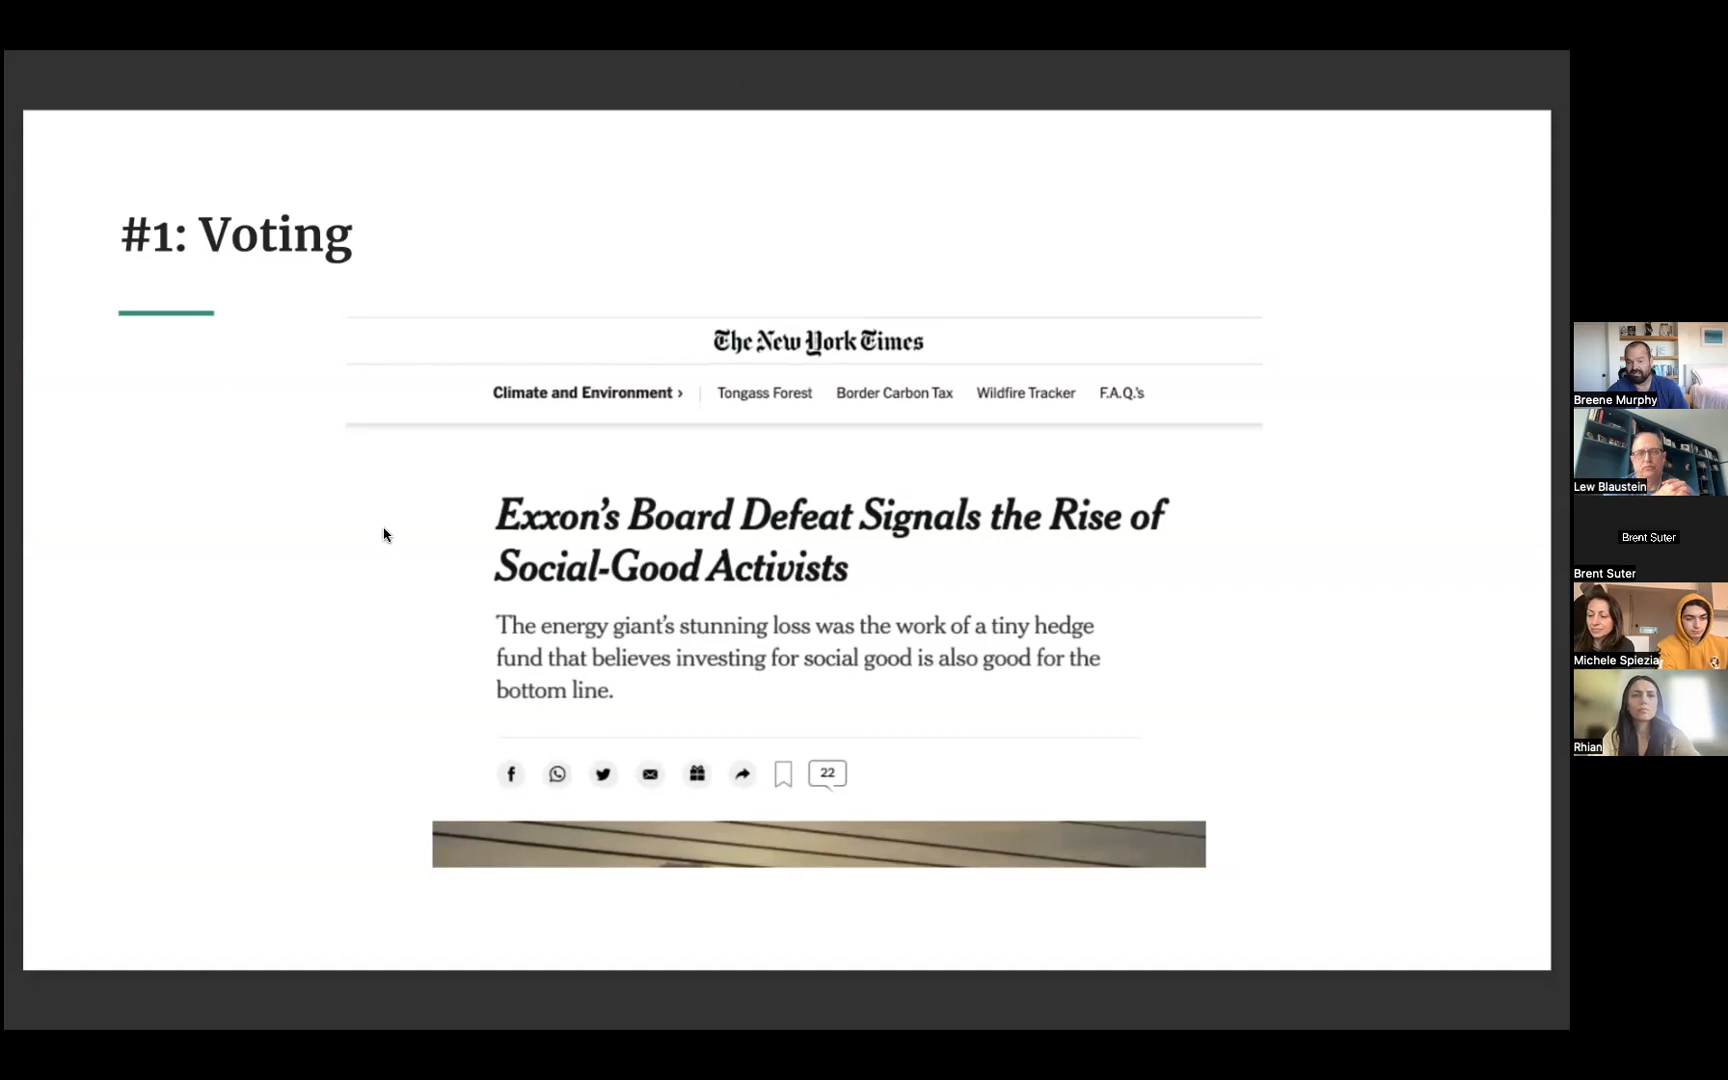 #1: Voting
The New York Times
Climate and Environment › Tongass Forest Border Carbon Tax Wildfire Tracker F.A.Q.'s
Exxon's Board Defeat Signals the Rise of
Social-Good Activists
The energy giant's stunning loss was the work of a tiny hedge
fund that believes investing for social good is also good for the
bottom line.
22
Breene Murphy
Lew Blaustein
Brent Suter
Brent Suter
Michele Spiezia
Rhian